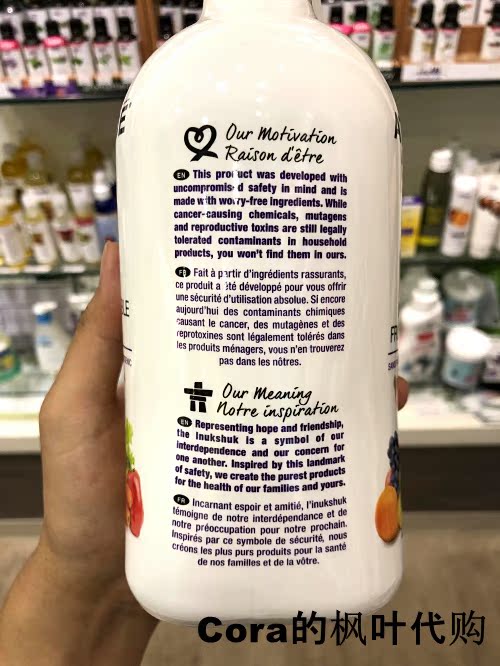 Our Motivation
Raison d'être
EN This product was developed with
uncompromised safety in mind and is
made with worry-free ingredients. While
cancer-causing chemicals, mutagens
and reproductive toxins are still legally
tolerated contaminants in household
products, you won't find them in ours.
FR Fait à partir d'ingrédients rassurants,
ce produit a été développé pour vous offrir
une sécurité d'utilisation absolue. Si encore
aujourd'hui des contaminants chimiques
causant le cancer, des mutagènes et des
reprotoxines sont légalement tolérés dans
les produits ménagers, vous n'en trouverez
pas dans les nôtres.
Our Meaning
Notre inspiration
EN Representing hope and friendship,
the Inukshuk is a symbol of our
interdependence and our concern for
one another. Inspired by this landmark
of safety, we create the purest products
for the health of our families and yours.
FR Incarnant espoir et amitié, l'inukshuk
témoigne de notre interdépendance et de
notre préoccupation pour notre prochain.
Inspirés par ce symbole de sécurité, nous
créons les plus purs produits pour la santé
de nos familles et de la vôtre.
Cora的枫叶代购